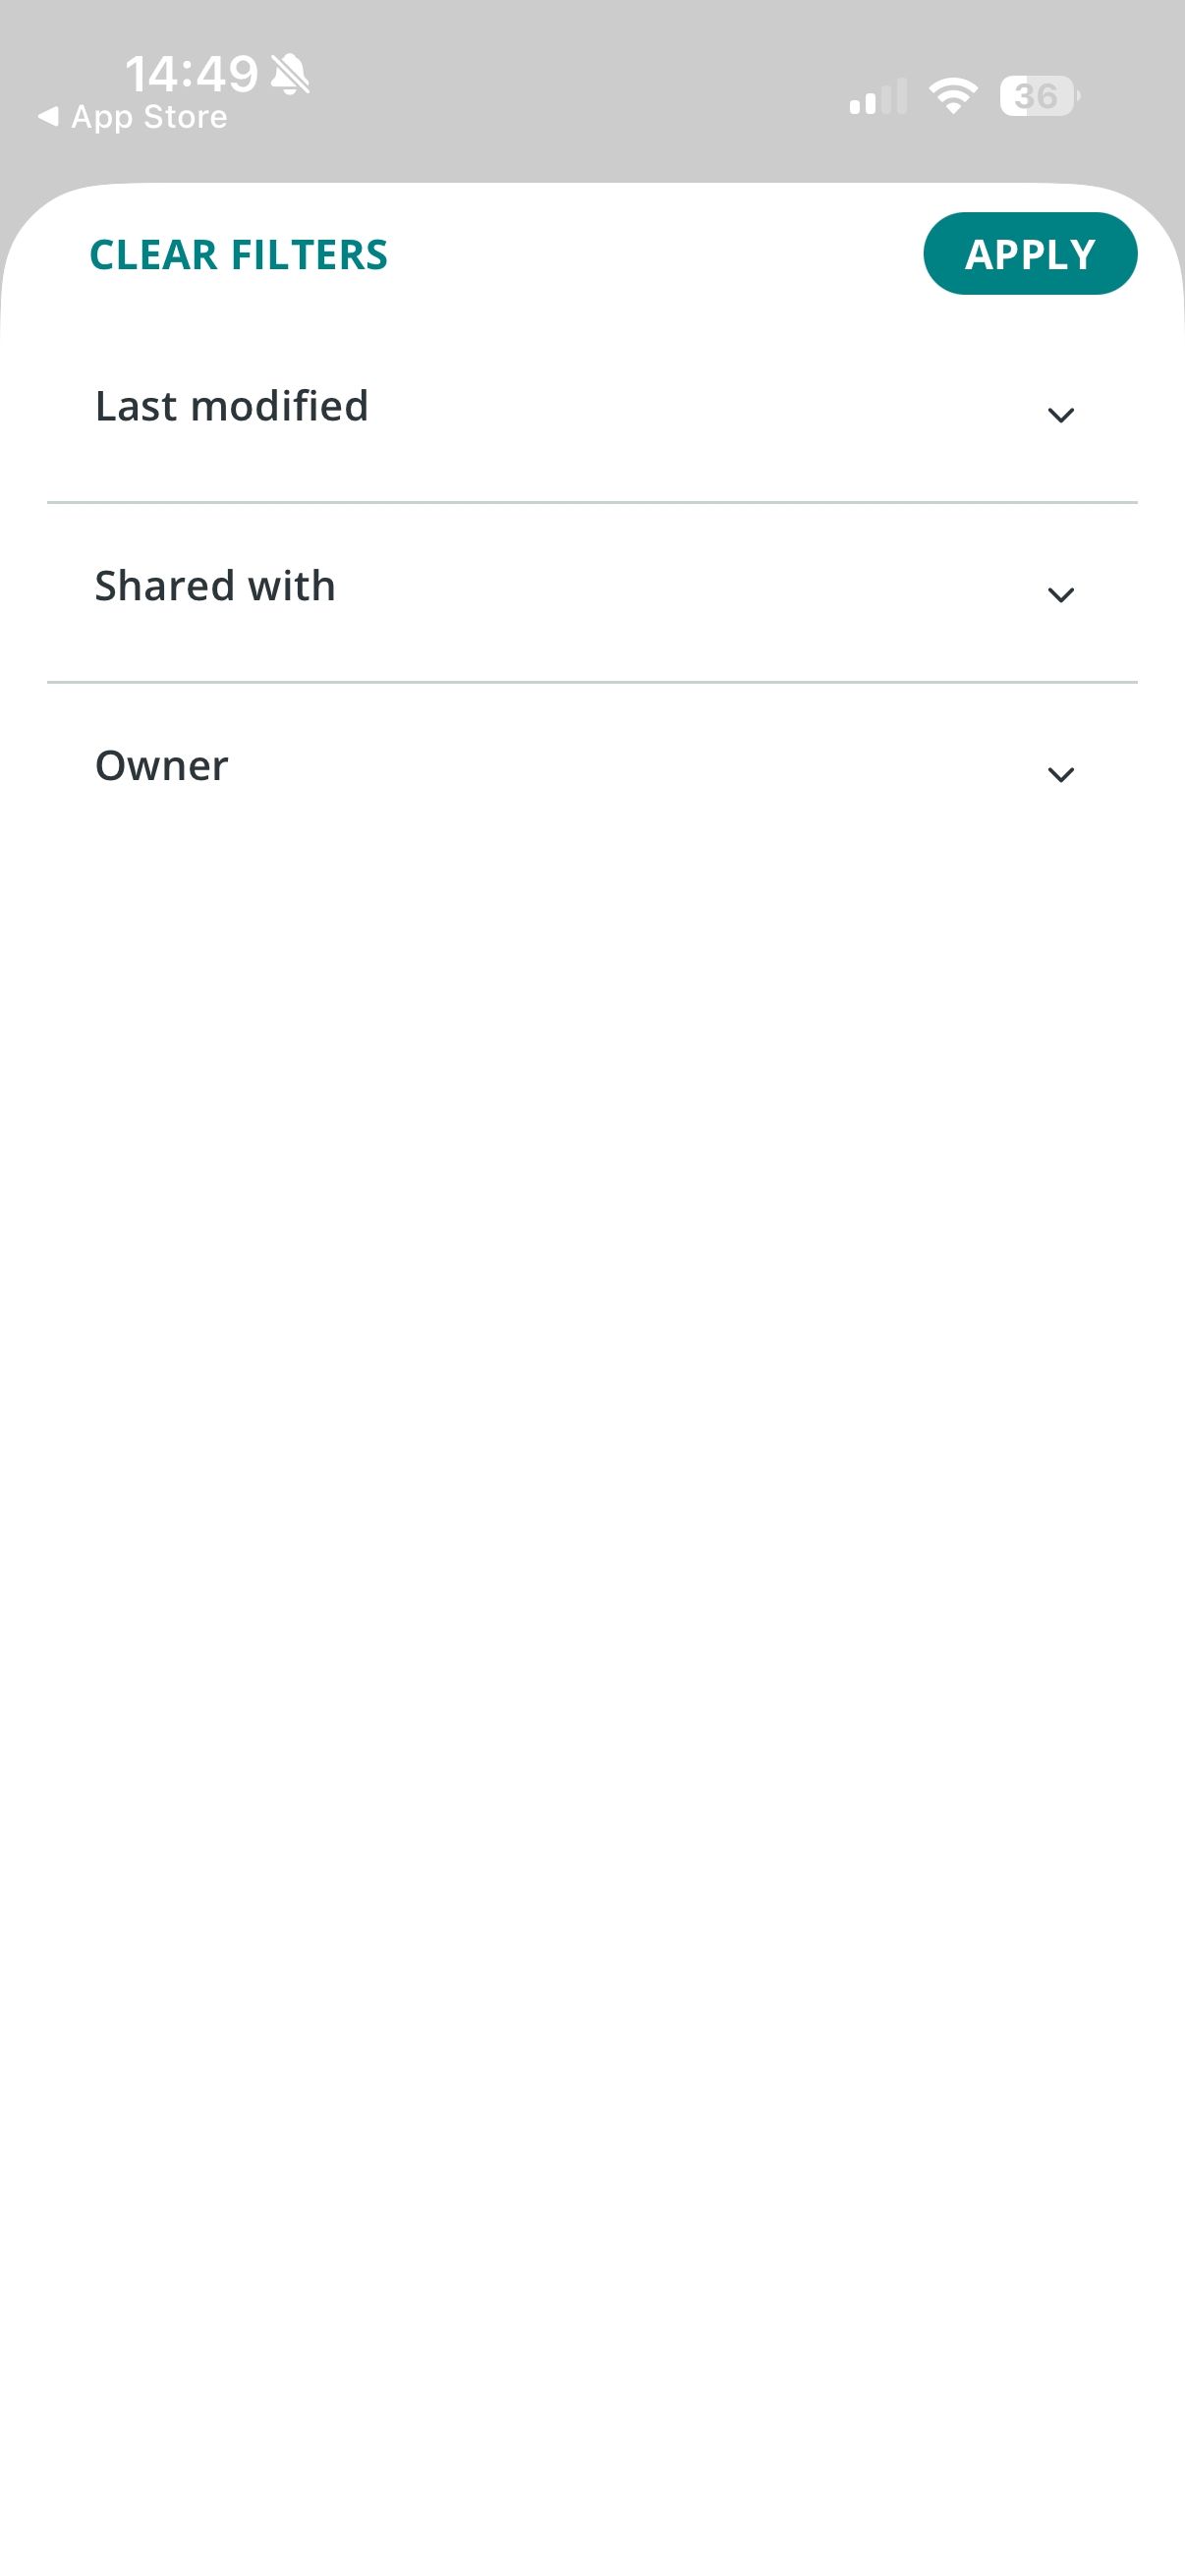 14:49
App Store
36
CLEAR FILTERS
APPLY
Last modified
Shared with
Owner